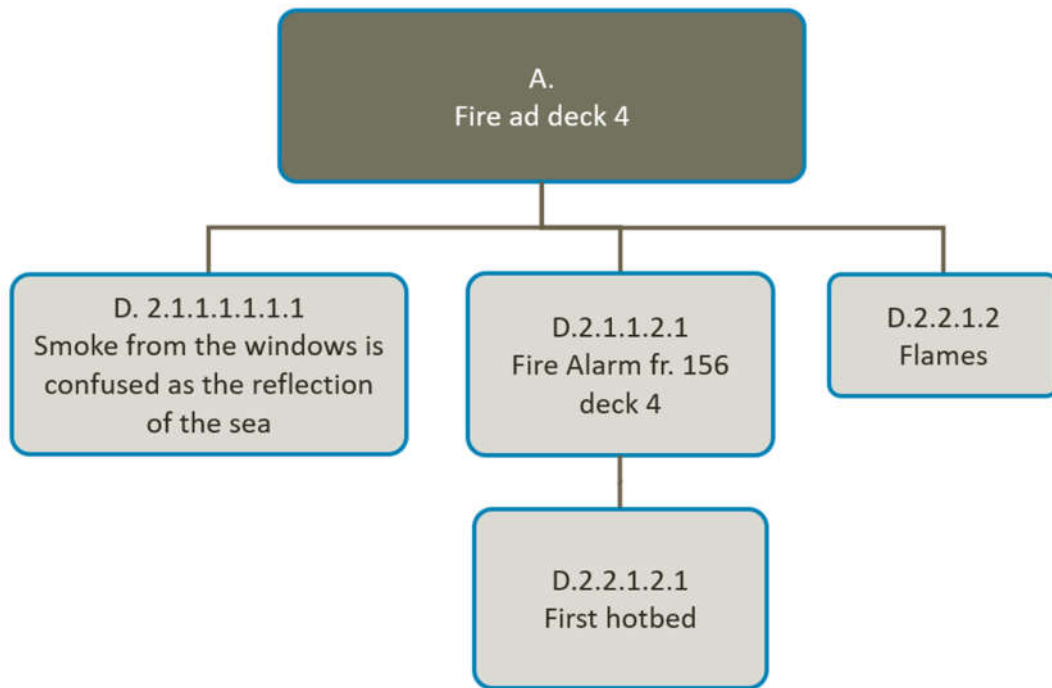 A.
Fire ad deck 4
D. 2.1.1.1.1.1.1
Smoke from the windows is
confused as the reflection
of the sea
D.2.1.1.2.1
Fire Alarm fr. 156
deck 4
D.2.2.1.2
Flames
D.2.2.1.2.1
First hotbed